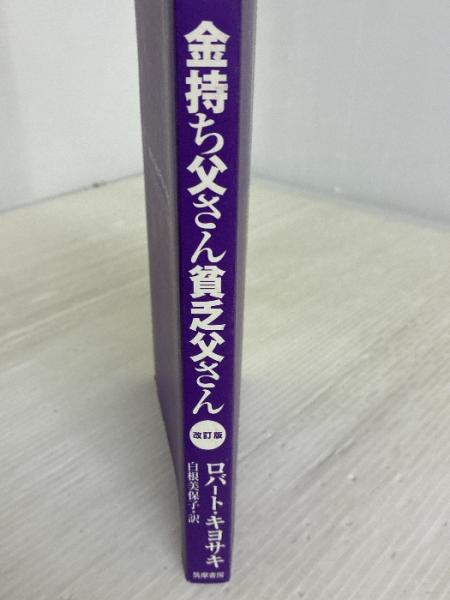 金持ち父さん貧乏父さん
改訂版
ロバート・キヨサキ
白根美保子・訳
筑摩書房